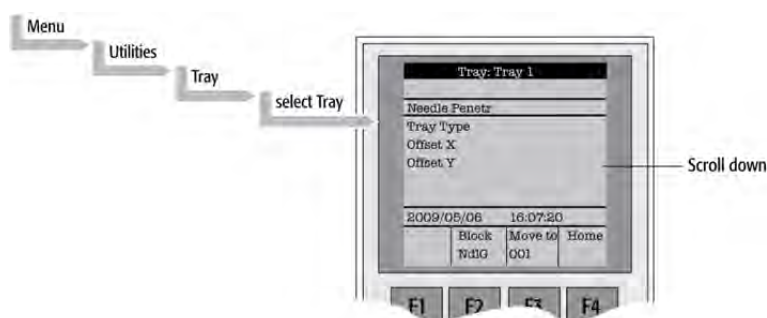 Menu
Utilities
Tray
select Tray
Tray: Tray 1
Needle Penetr
Tray Type
Offset X
Offset Y
Scroll down
2009/05/06 16:07:20
Block Move to Home
NdlG 001
F1 F2 F3 F4